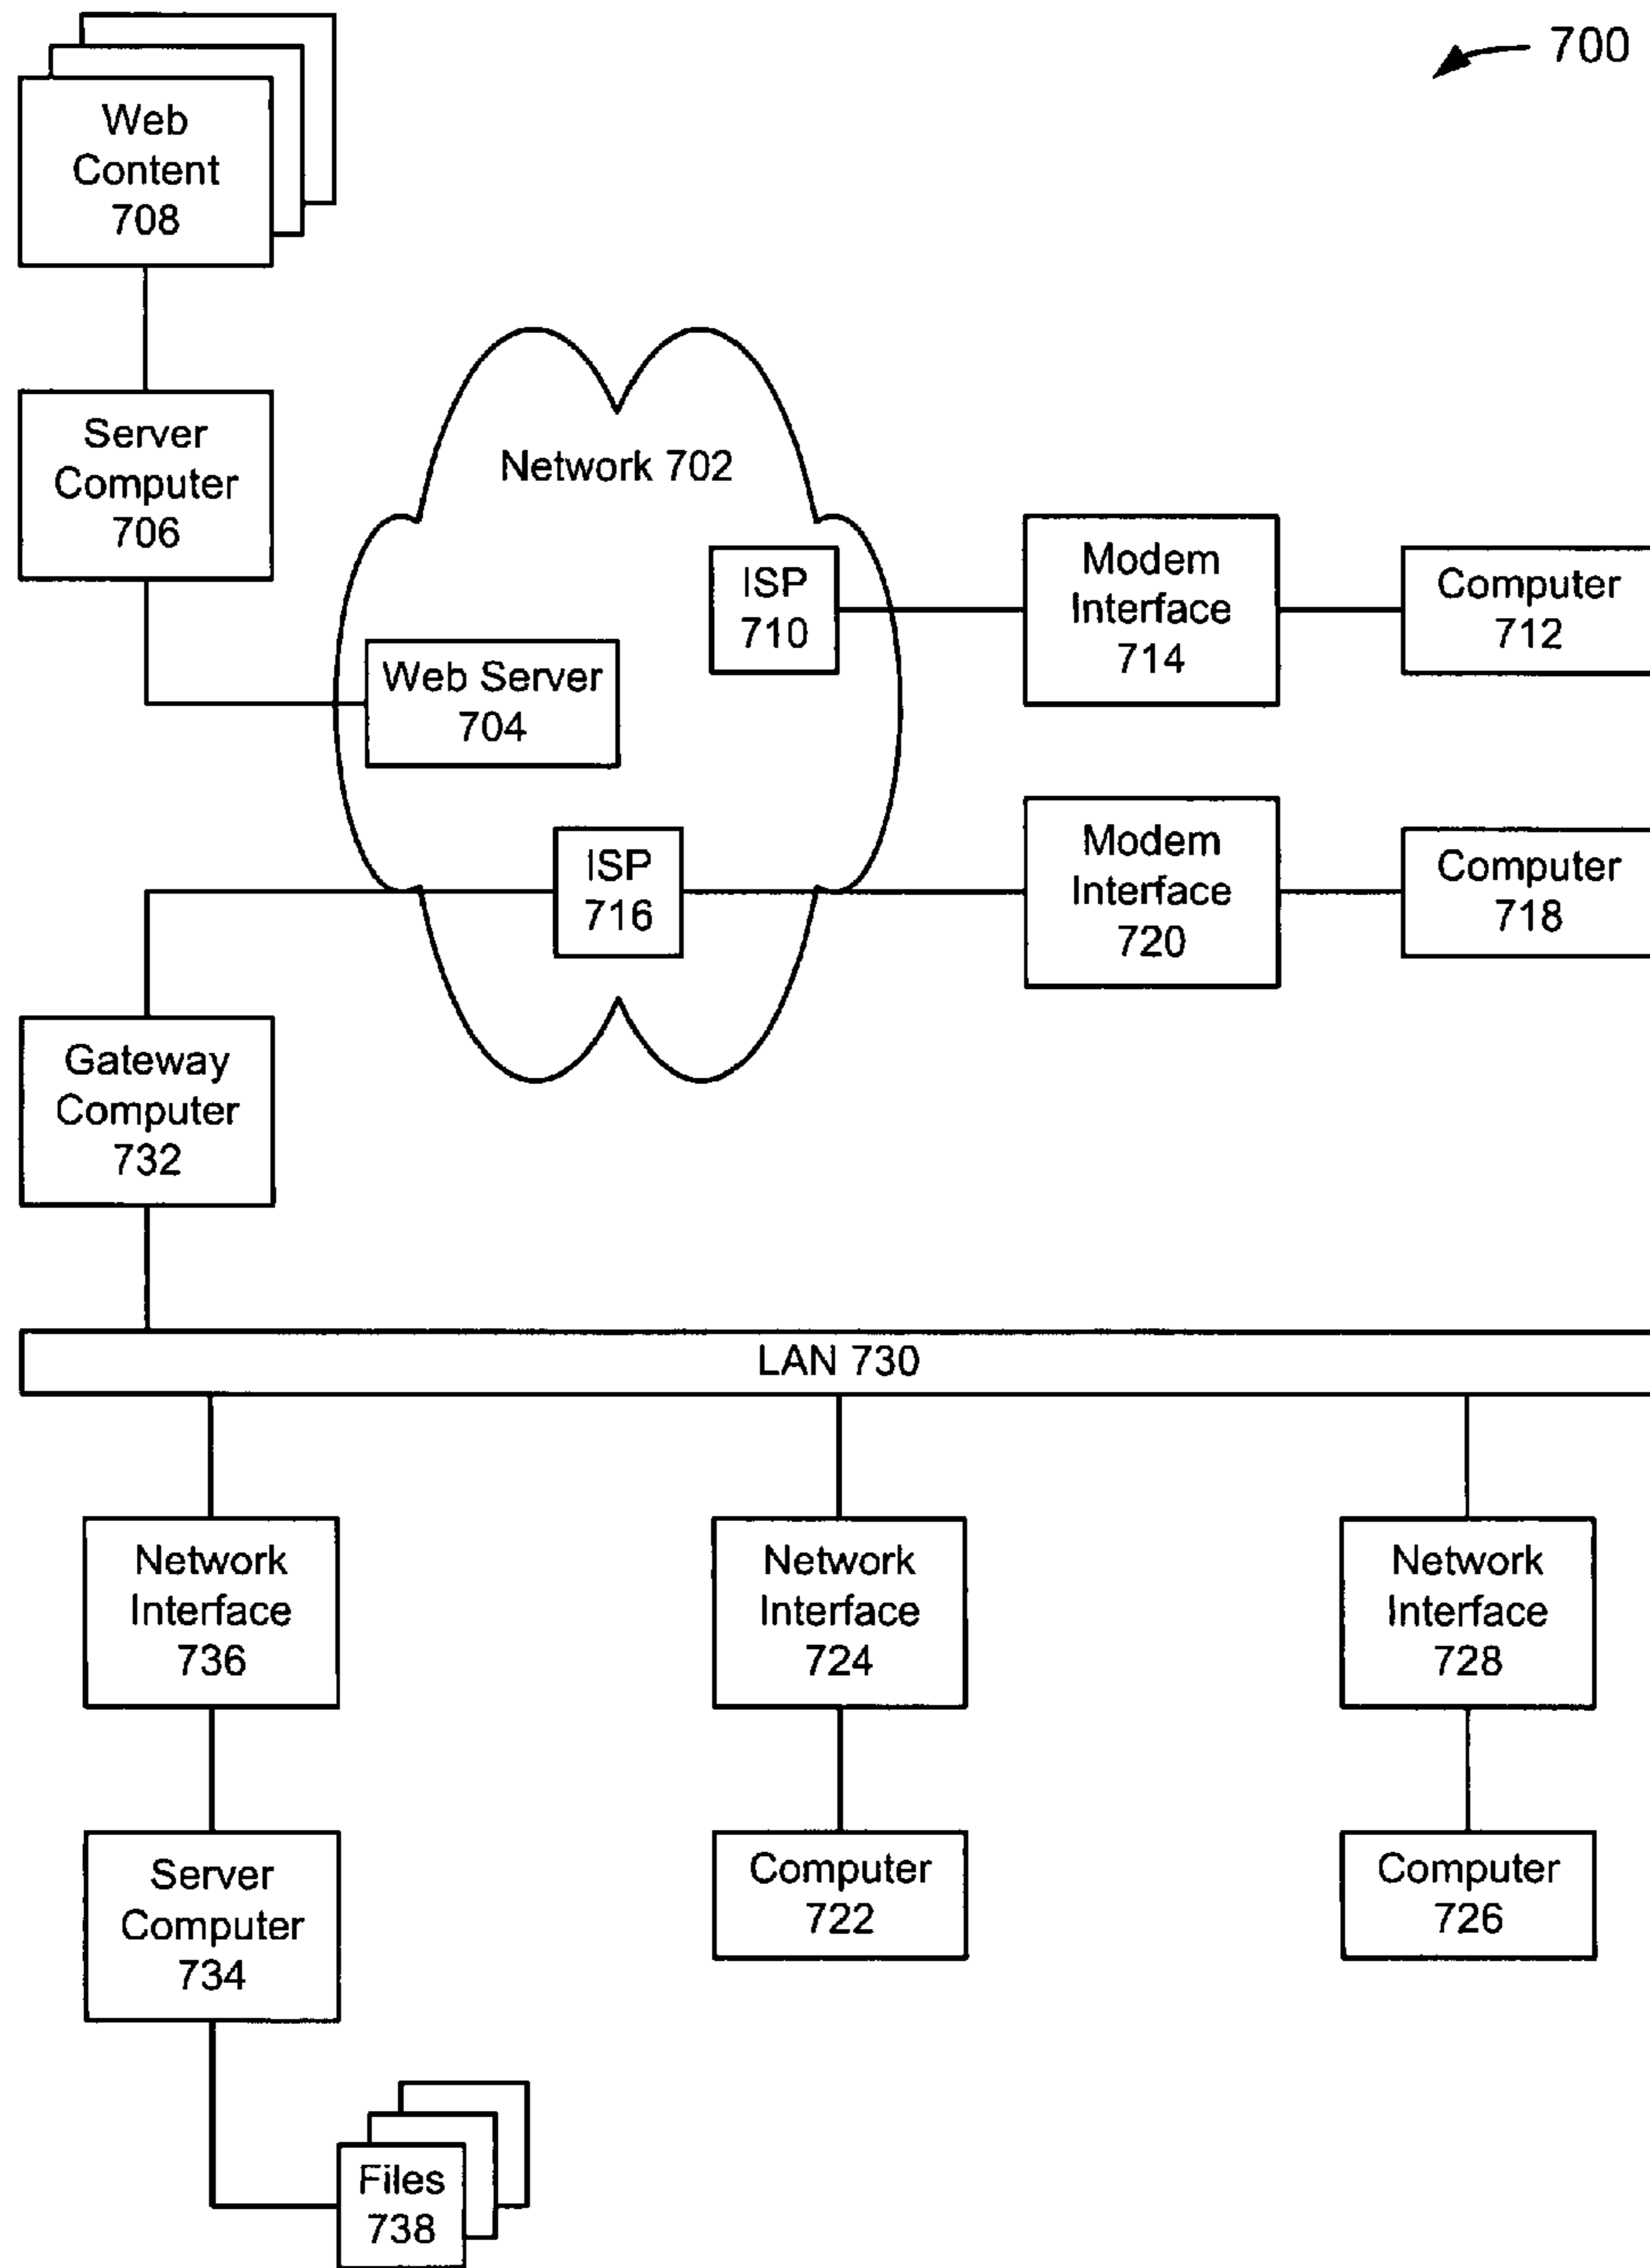 700
Web
Content
708
Server
Computer
706
Network 702
ISP
710
Modem
Interface
714
Computer
712
Web Server
704
ISP
716
Modem
Interface
720
Computer
718
Gateway
Computer
732
LAN 730
Network
Interface
736
Network
Interface
724
Network
Interface
728
Server
Computer
734
Computer
722
Computer
726
Files
738